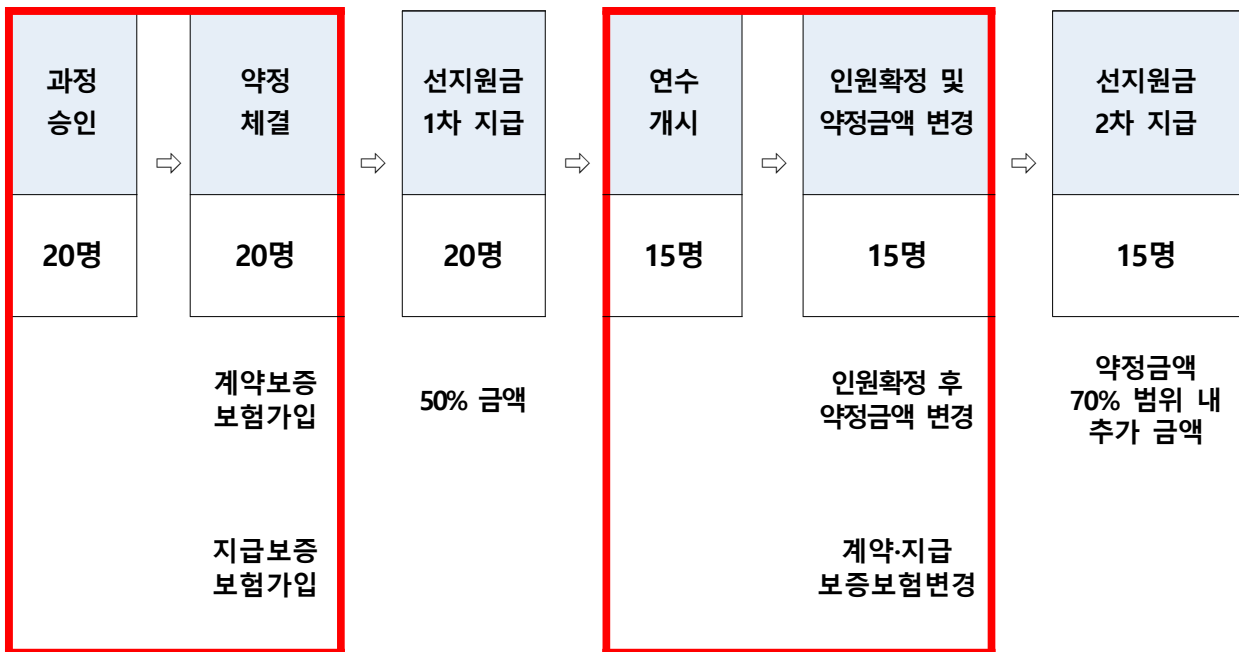 과정
승인
약정
체결
선지원금
1차 지급
연수
개시
인원확정 및
약정금액 변경
선지원금
2차 지급
⇨
⇨
⇨
⇨
⇨
20명
20명
20명
15명
15명
15명
계약보증
보험가입
50% 금액
인원확정 후
약정금액 변경
약정금액
70% 범위 내
추가 금액
지급보증
보험가입
계약·지급
보증보험변경